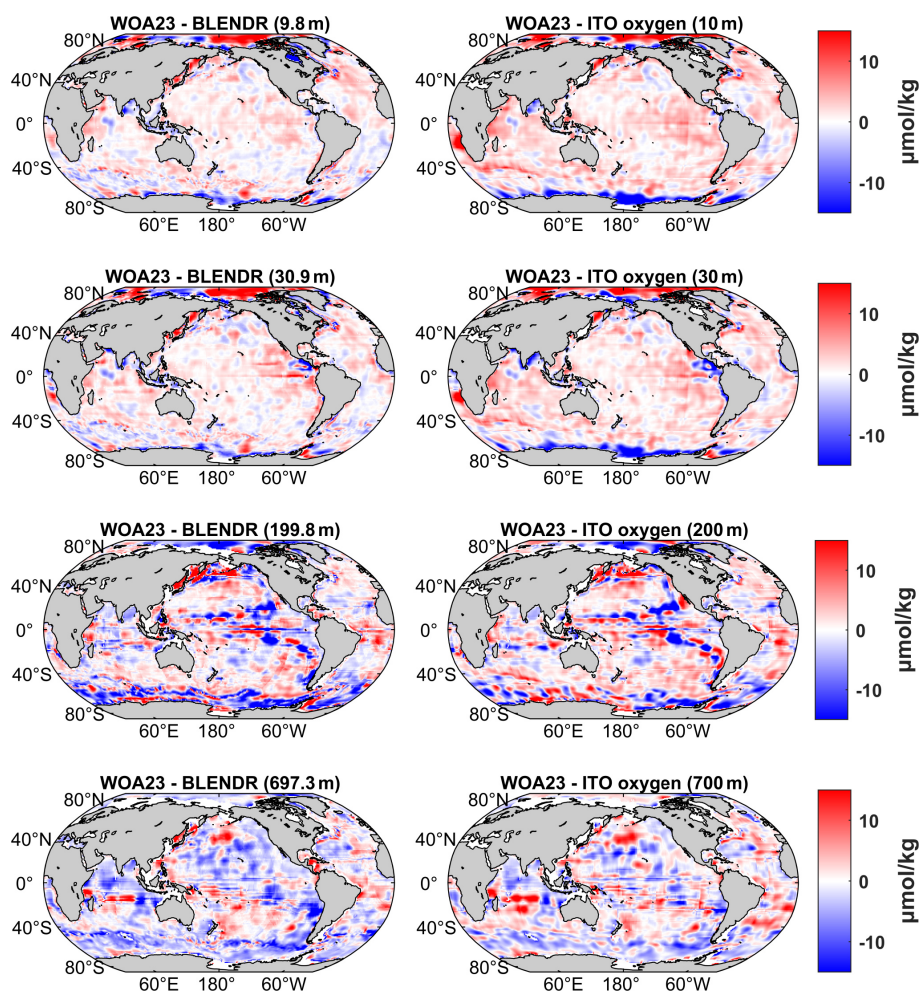 WOA23 - BLENDR (9.8 m)
WOA23 - ITO oxygen (10 m)
80°N
40°N
0°
40°S
80°S
60°E 180° 60°W
80°N
40°N
0°
40°S
80°S
60°E 180° 60°W
10
0
-10
µmol/kg
WOA23 - BLENDR (30.9 m)
WOA23 - ITO oxygen (30 m)
80°N
40°N
0°
40°S
80°S
60°E 180° 60°W
80°N
40°N
0°
40°S
80°S
60°E 180° 60°W
10
0
-10
µmol/kg
WOA23 - BLENDR (199.8 m)
WOA23 - ITO oxygen (200 m)
80°N
40°N
0°
40°S
80°S
60°E 180° 60°W
80°N
40°N
0°
40°S
80°S
60°E 180° 60°W
10
0
-10
µmol/kg
WOA23 - BLENDR (697.3 m)
WOA23 - ITO oxygen (700 m)
80°N
40°N
0°
40°S
80°S
60°E 180° 60°W
80°N
40°N
0°
40°S
80°S
60°E 180° 60°W
10
0
-10
µmol/kg